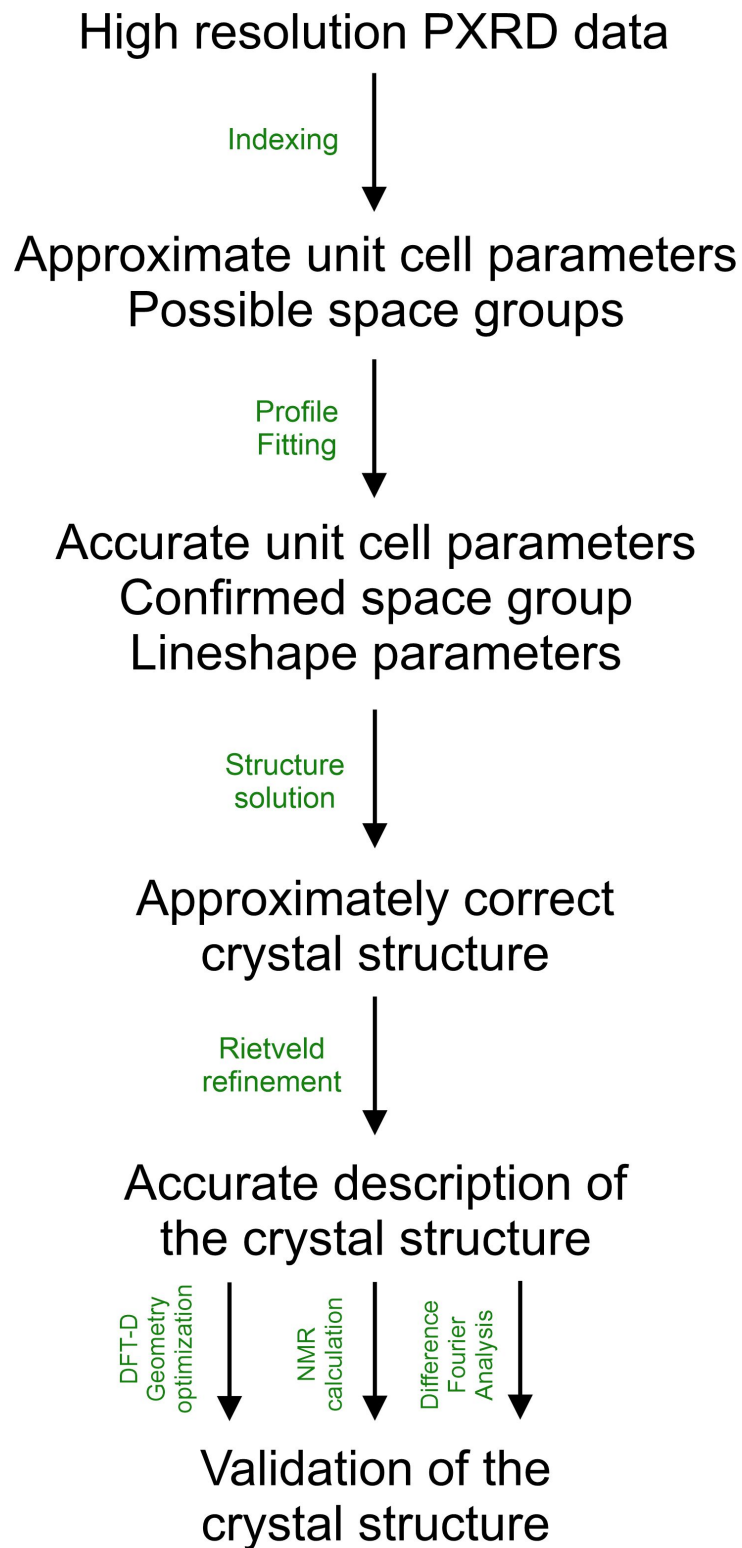 High resolution PXRD data
Indexing
Approximate unit cell parameters
Possible space groups
Profile
Fitting
Accurate unit cell parameters
Confirmed space group
Lineshape parameters
Structure
solution
Approximately correct
crystal structure
Rietveld
refinement
Accurate description of
the crystal structure
DFT-D
Geometry
optimization
NMR
calculation
Difference
Fourier
Analysis
Validation of the
crystal structure